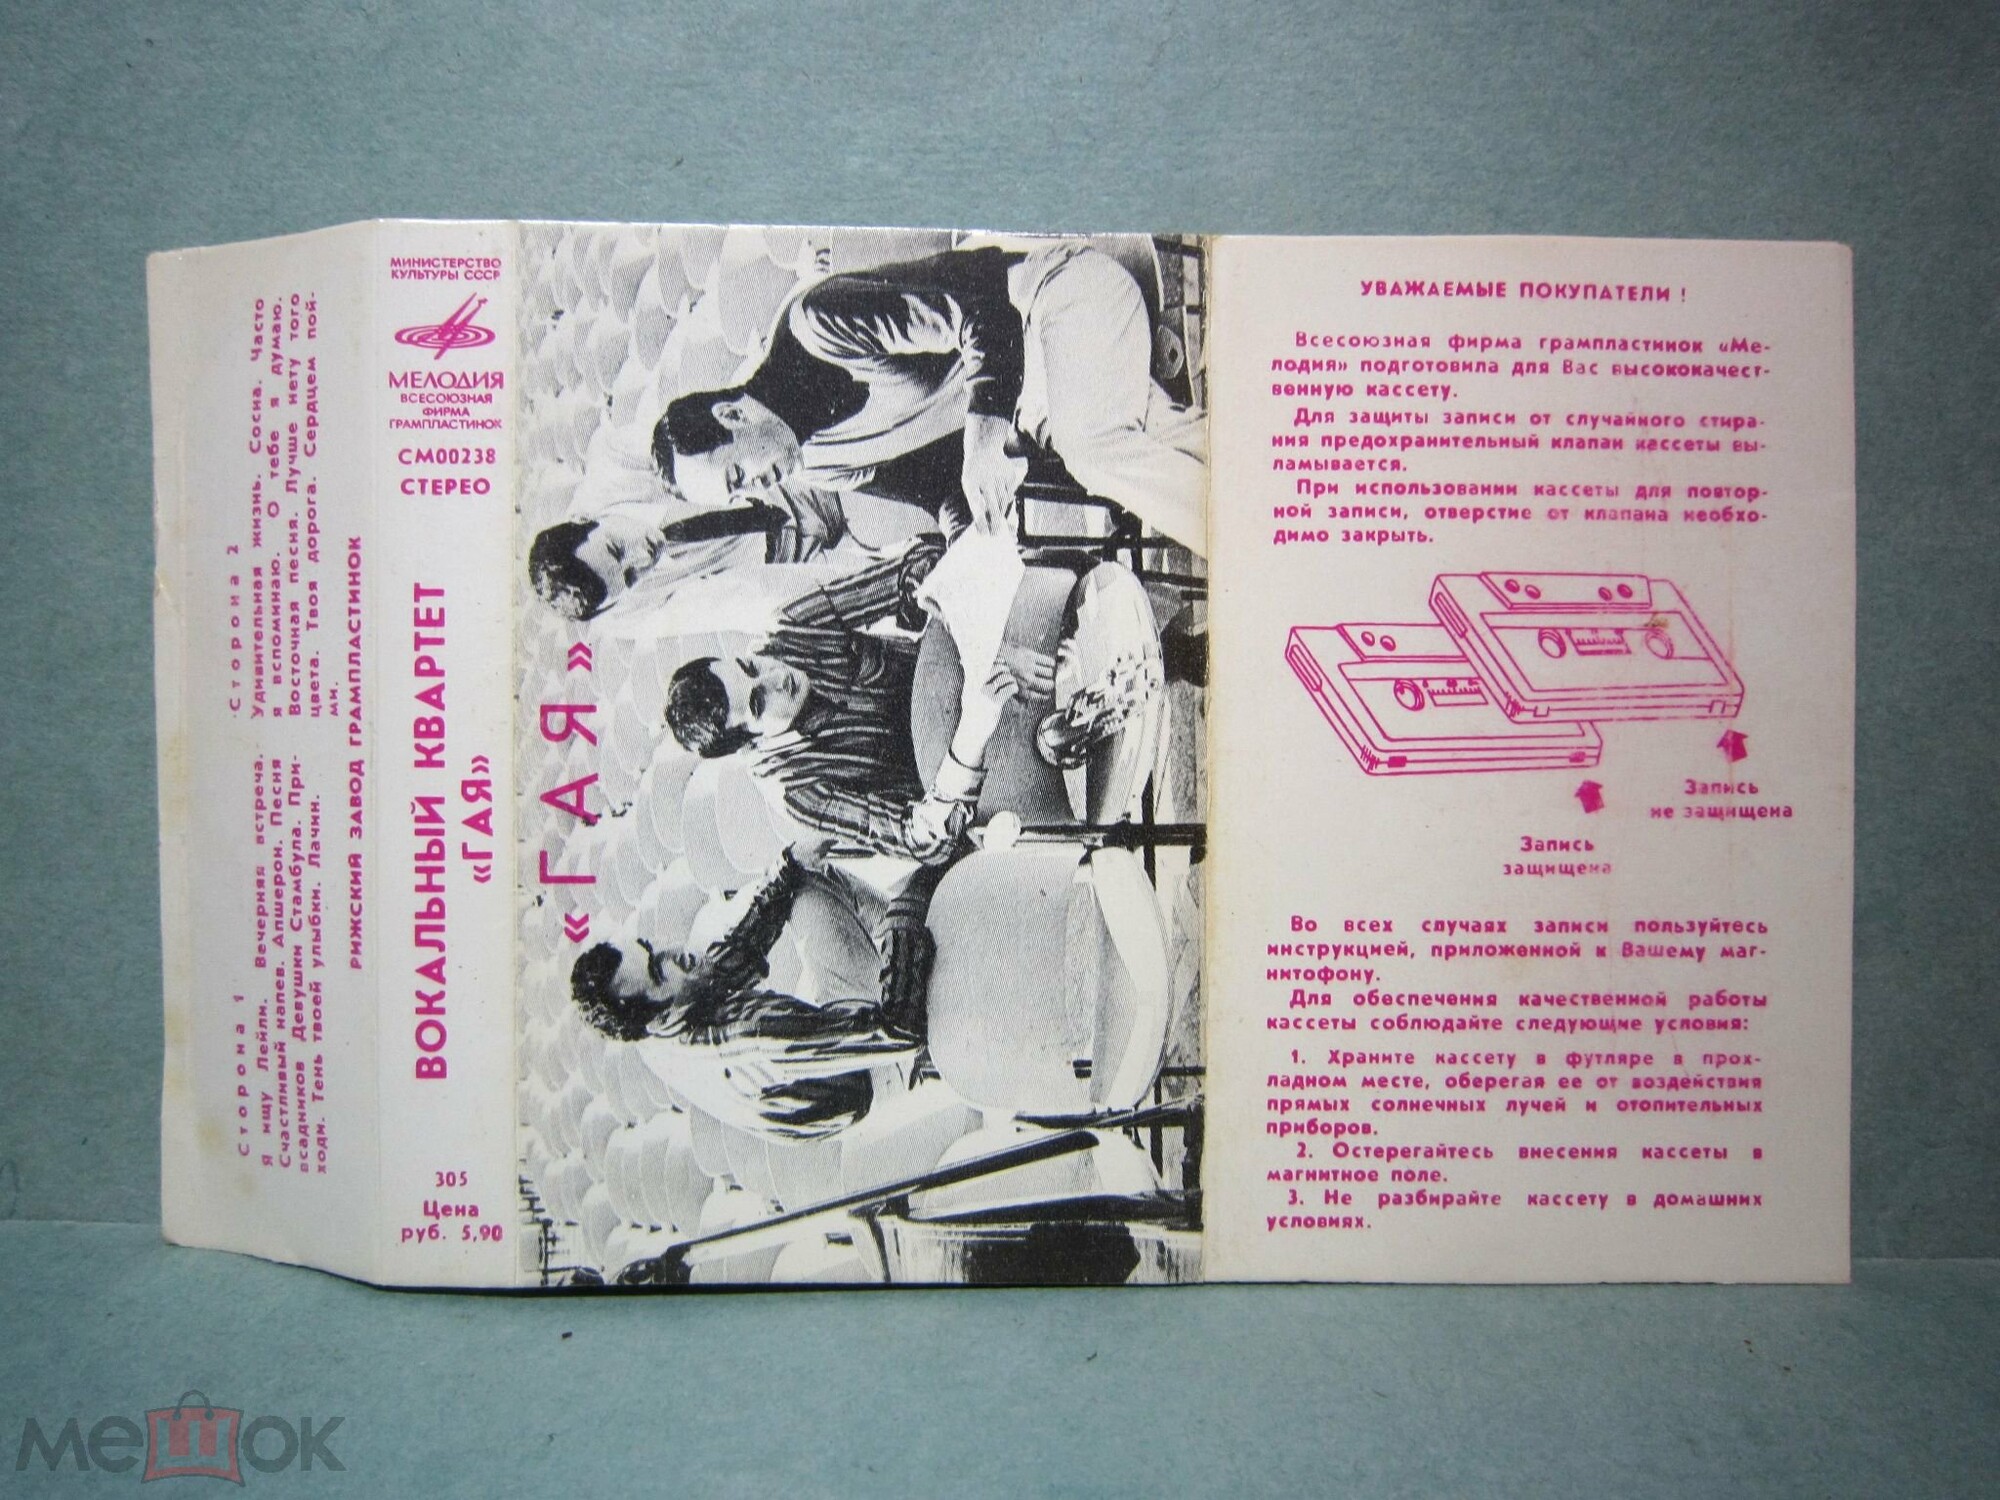 Сторона 1
Я ищу Лейли. Вечерняя встреча.
Счастливый напев. Апшерон. Песня
всадников Девушки Стамбула. При-
ходи. Тень твоей улыбки. Лачин.
Сторона 2
Удивительная жизнь. Сосна. Часто
я вспоминаю. О тебе я думаю.
Восточная песня. Лучше нету того
цвета. Твоя дорога. Сердцем пой-
ми.
РИЖСКИЙ ЗАВОД ГРАМПЛАСТИНОК
МИНИСТЕРСТВО
КУЛЬТУРЫ СССР
МЕЛОДИЯ
ВСЕСОЮЗНАЯ
ФИРМА
ГРАМПЛАСТИНОК
СМ00238
СТЕРЕО
ВОКАЛЬНЫЙ КВАРТЕТ
«ГАЯ»
305
Цена
руб. 5,90
«ГАЯ»
УВАЖАЕМЫЕ ПОКУПАТЕЛИ!
Всесоюзная фирма грампластинок «Ме-
лодия» подготовила для Вас высококачест-
венную кассету.
Для защиты записи от случайного стира-
ния предохранительный клапан кассеты вы-
ламывается.
При использовании кассеты для повтор-
ной записи, отверстие от клапана необхо-
димо закрыть.
Запись
не защищена
Запись
защищена
Во всех случаях записи пользуйтесь
инструкцией, приложенной к Вашему маг-
нитофону.
Для обеспечения качественной работы
кассеты соблюдайте следующие условия:
1. Храните кассету в футляре в прох-
ладном месте, оберегая ее от воздействия
прямых солнечных лучей и отопительных
приборов.
2. Остерегайтесь внесения кассеты в
магнитное поле.
3. Не разбирайте кассету в домашних
условиях.
мешок